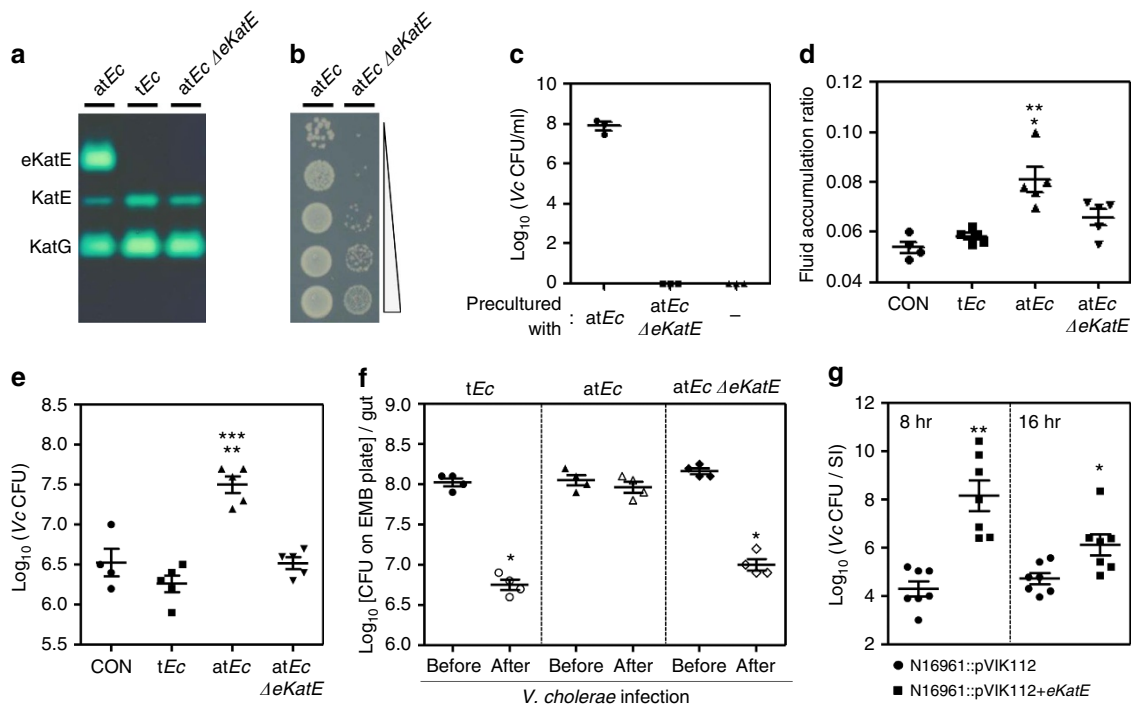 a
atEc
tEc
atEc ΔeKatE
eKatE
KatE
KatG
b
atEc
atEc ΔeKatE
c
Log10 (Vc CFU/ml)
10
8
6
4
2
0
Precultured
with
:
atEc
atEc
ΔeKatE
–
d
Fluid accumulation ratio
0.12
0.10
0.08
0.06
0.04
**
*
CON
tEc
atEc
atEc
ΔeKatE
e
Log10 (Vc CFU)
8.5
8.0
7.5
7.0
6.5
6.0
5.5
***
**
CON
tEc
atEc
atEc
ΔeKatE
f
tEc
atEc
atEc ΔeKatE
Log10 [CFU on EMB plate] / gut
9.0
8.5
8.0
7.5
7.0
6.5
6.0
*
*
Before After
Before After
Before After
V. cholerae infection
g
8 hr
16 hr
Log10 (Vc CFU / SI)
12
10
8
6
4
2
**
*
N16961::pVIK112
N16961::pVIK112+eKatE